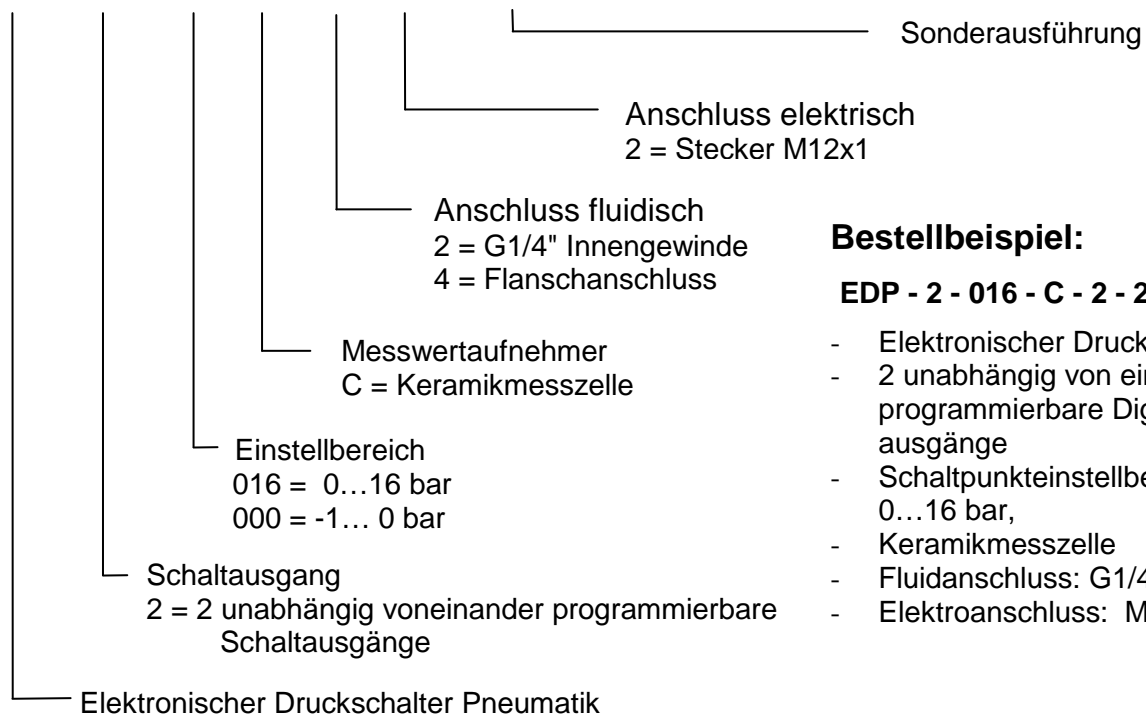 Sonderausführung
Anschluss elektrisch
2 = Stecker M12x1
Anschluss fluidisch
2 = G1/4" Innengewinde
4 = Flanschanschluss
Messwertaufnehmer
C = Keramikmesszelle
Einstellbereich
016 = 0…16 bar
000 = -1… 0 bar
Schaltausgang
2 = 2 unabhängig voneinander programmierbare
Schaltausgänge
Elektronischer Druckschalter Pneumatik
Bestellbeispiel:
EDP - 2 - 016 - C - 2 - 2
- Elektronischer Druck
- 2 unabhängig von ein
programmierbare Dig
ausgänge
- Schaltpunkteinstellbe
0…16 bar,
- Keramikmesszelle
- Fluidanschluss: G1/4
- Elektroanschluss: M